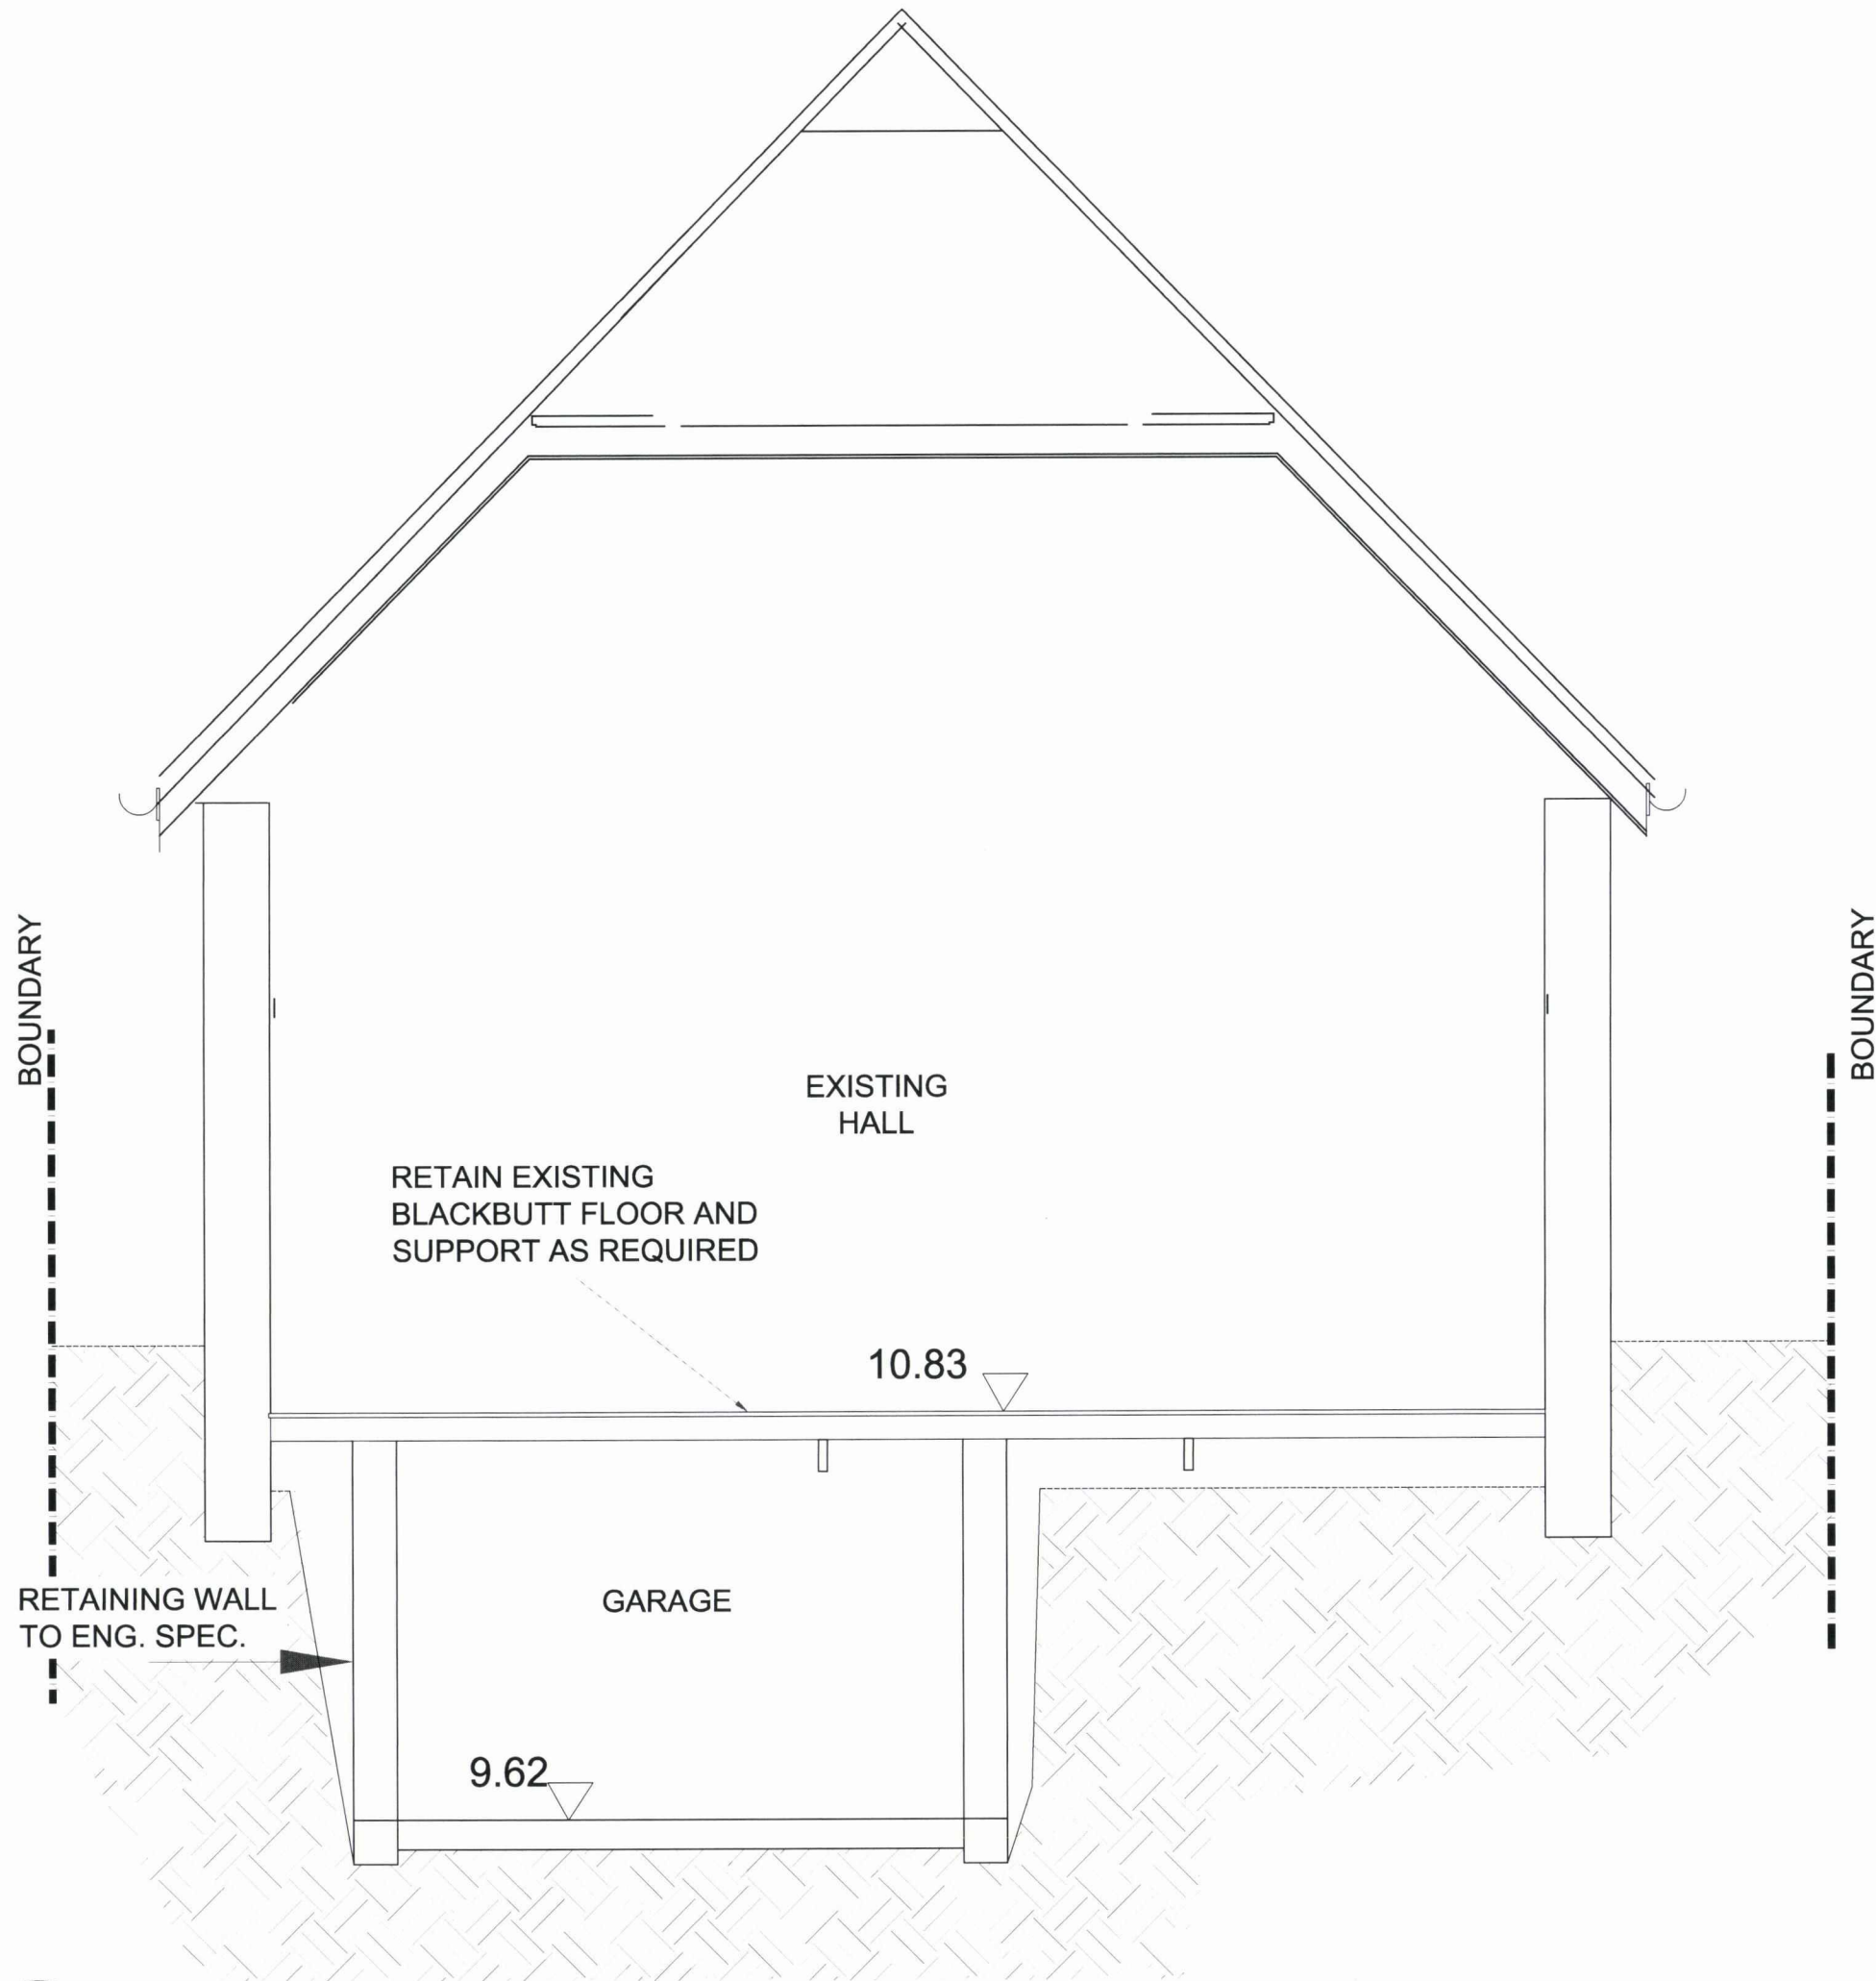 BOUNDARY
BOUNDARY
EXISTING
HALL
RETAIN EXISTING
BLACKBUTT FLOOR AND
SUPPORT AS REQUIRED
10.83
RETAINING WALL
TO ENG. SPEC.
GARAGE
9.62